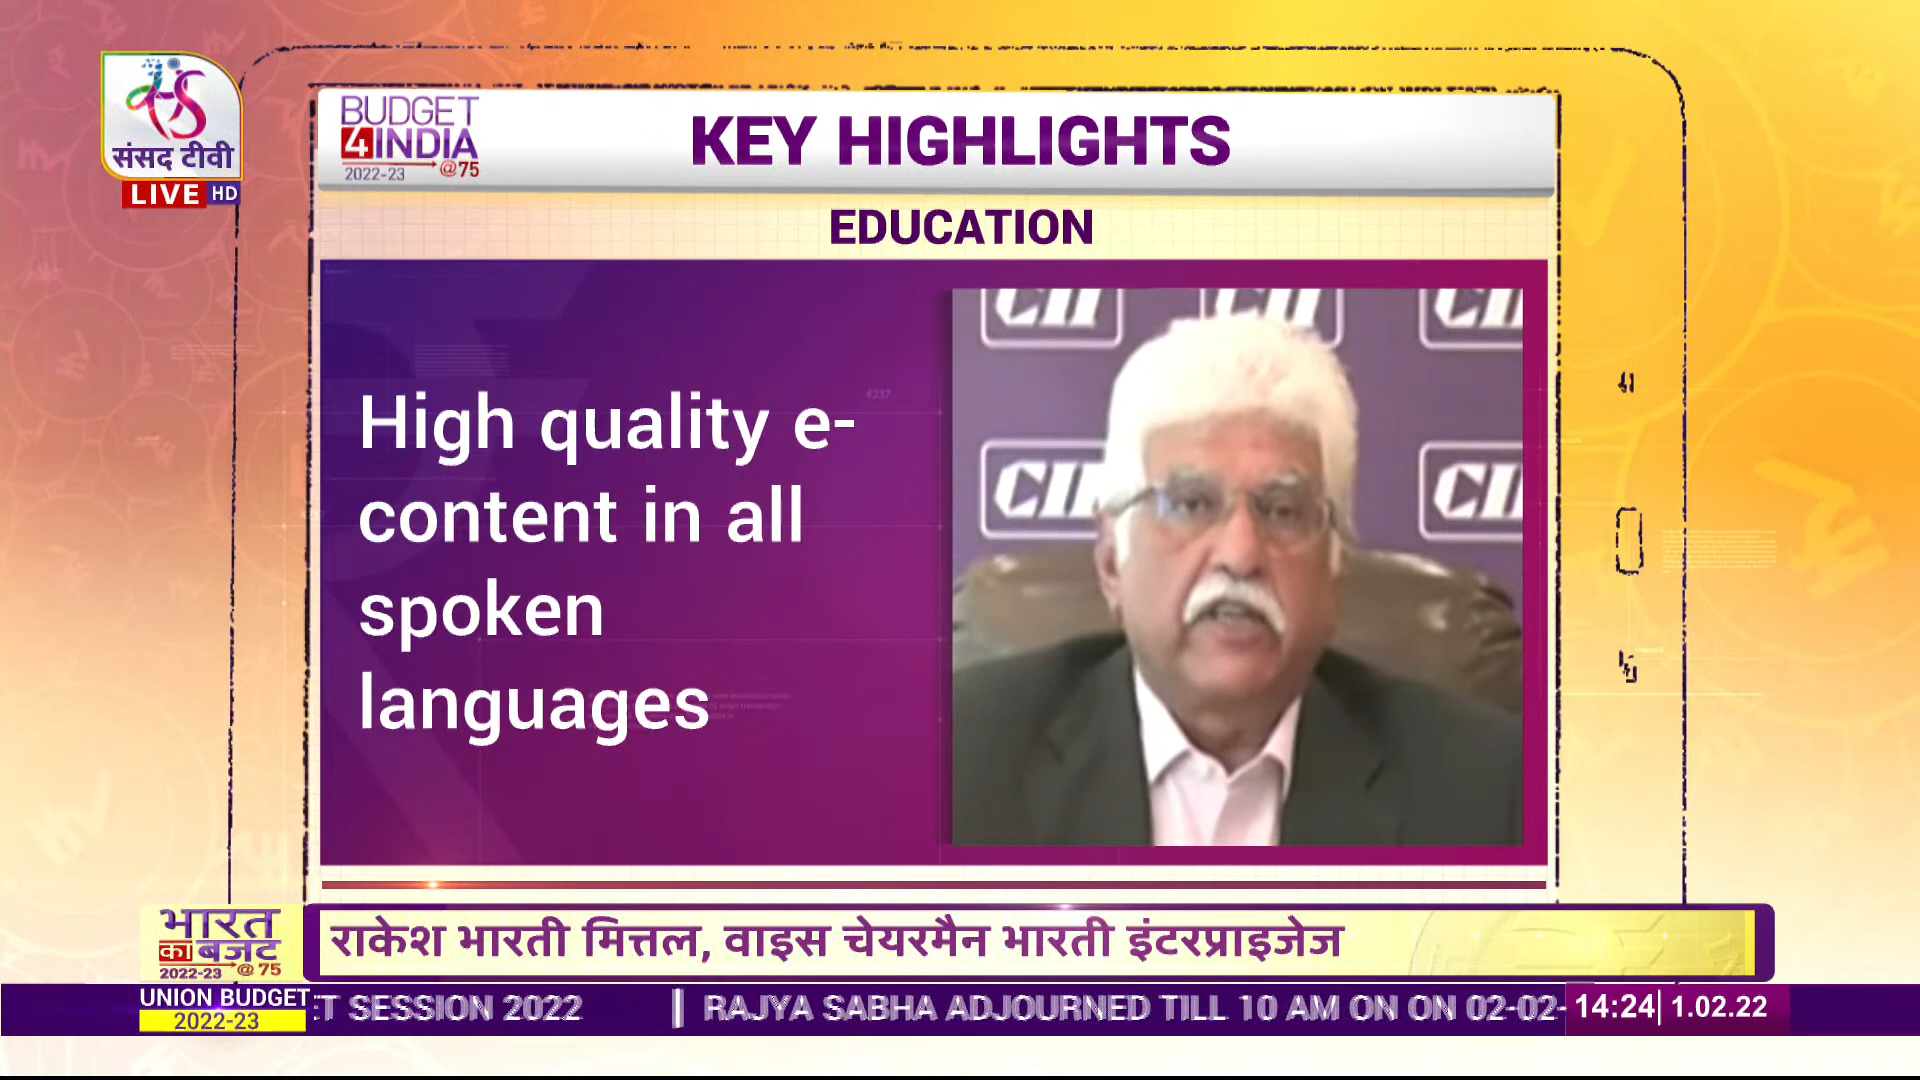 संसद टीवी
LIVE HD
BUDGET
4INDIA
2022-23 @75
KEY HIGHLIGHTS
EDUCATION
High quality e-
content in all
spoken
languages
CII CII CII
CII CII
भारत
का बजट
2022-23 @ 75
राकेश भारती मित्तल, वाइस चेयरमैन भारती इंटरप्राइजेज
UNION BUDGET
2022-23
ET SESSION 2022 | RAJYA SABHA ADJOURNED TILL 10 AM ON ON 02-02-
14:24 | 1.02.22